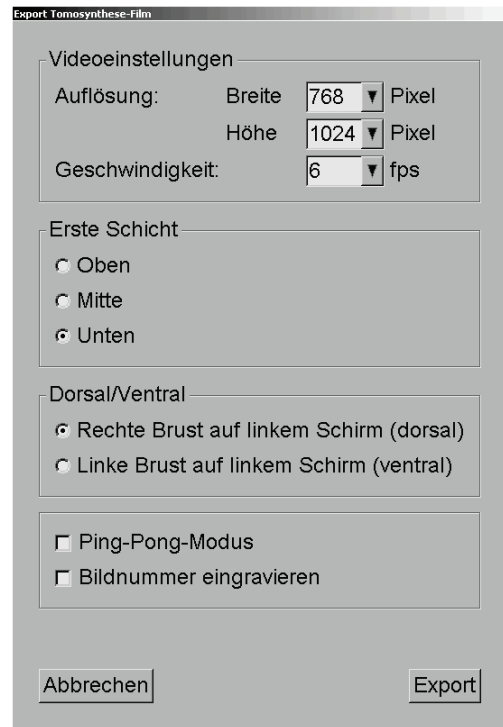 Export Tomosynthese-Film
Videoeinstellungen
Auflösung: Breite 768 Pixel
Höhe 1024 Pixel
Geschwindigkeit: 6 fps
Erste Schicht
Oben
Mitte
Unten
Dorsal/Ventral
Rechte Brust auf linkem Schirm (dorsal)
Linke Brust auf linkem Schirm (ventral)
Ping-Pong-Modus
Bildnummer eingravieren
Abbrechen Export